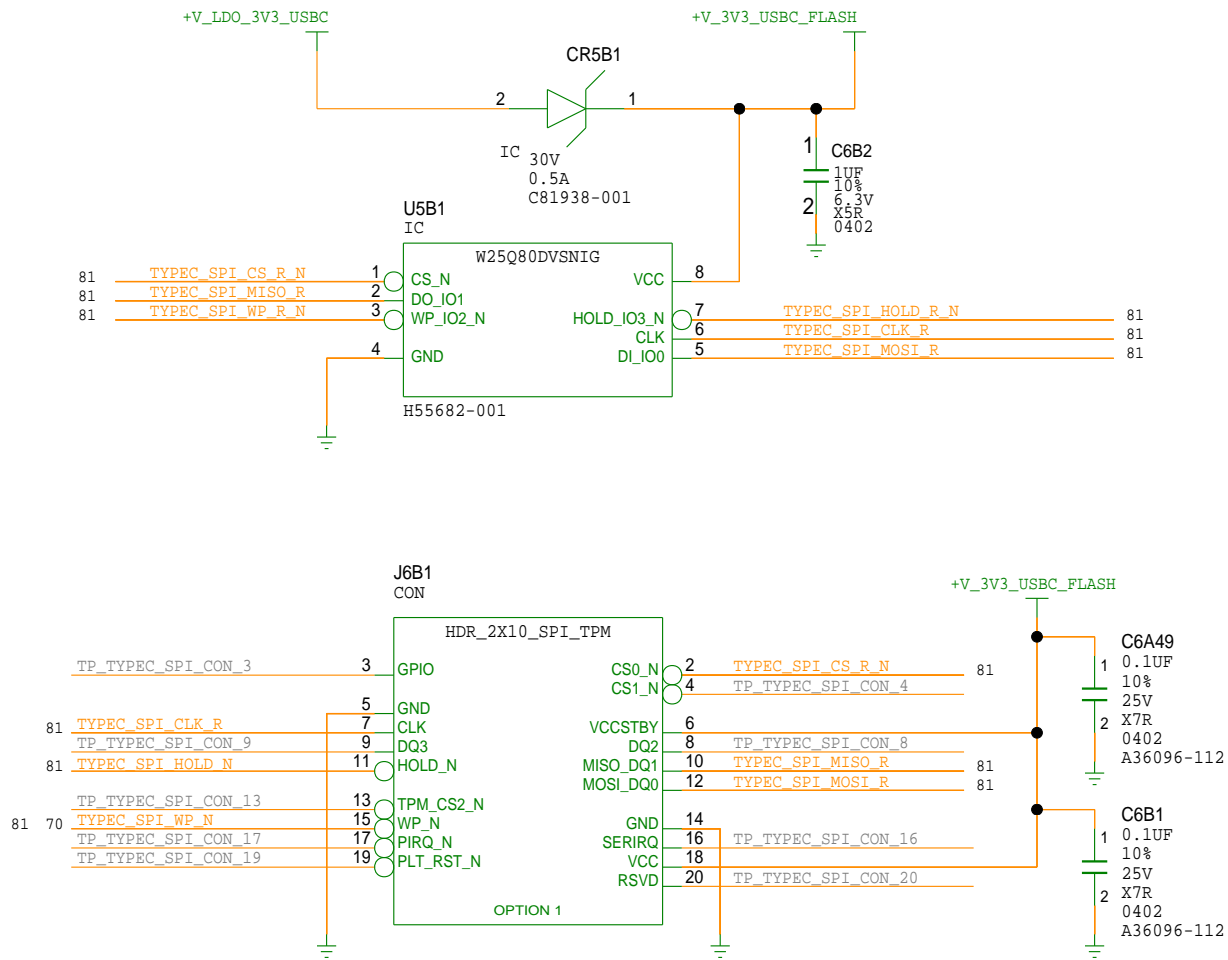 +V_LDO_3V3_USBC
+V_3V3_USBC_FLASH
CR5B1
2
1
IC
30V
0.5A
C81938-001
1
C6B2
1UF
10%
6.3V
X5R
0402
2
U5B1
IC
W25Q80DVSNIG
81 TYPEC_SPI_CS_R_N 1 CS_N
VCC 8
81 TYPEC_SPI_MISO_R 2 DO_IO1
81 TYPEC_SPI_WP_R_N 3 WP_IO2_N
HOLD_IO3_N 7 TYPEC_SPI_HOLD_R_N 81
CLK 6 TYPEC_SPI_CLK_R 81
4 GND
DI_IO0 5 TYPEC_SPI_MOSI_R 81
H55682-001
J6B1
CON
HDR_2X10_SPI_TPM
+V_3V3_USBC_FLASH
TP_TYPEC_SPI_CON_3 3 GPIO
CS0_N 2 TYPEC_SPI_CS_R_N 81
CS1_N 4 TP_TYPEC_SPI_CON_4
5 GND
81 TYPEC_SPI_CLK_R 7 CLK
VCCSTBY 6
TP_TYPEC_SPI_CON_9 9 DQ3
DQ2 8 TP_TYPEC_SPI_CON_8
81 TYPEC_SPI_HOLD_N 11 HOLD_N
MISO_DQ1 10 TYPEC_SPI_MISO_R 81
MOSI_DQ0 12 TYPEC_SPI_MOSI_R 81
TP_TYPEC_SPI_CON_13 13 TPM_CS2_N
81 70 TYPEC_SPI_WP_N 15 WP_N
GND 14
TP_TYPEC_SPI_CON_17 17 PIRQ_N
SERIRQ 16 TP_TYPEC_SPI_CON_16
TP_TYPEC_SPI_CON_19 19 PLT_RST_N
VCC 18
RSVD 20 TP_TYPEC_SPI_CON_20
OPTION 1
C6A49
1
0.1UF
10%
25V
2
X7R
0402
A36096-112
C6B1
1
0.1UF
10%
25V
2
X7R
0402
A36096-112